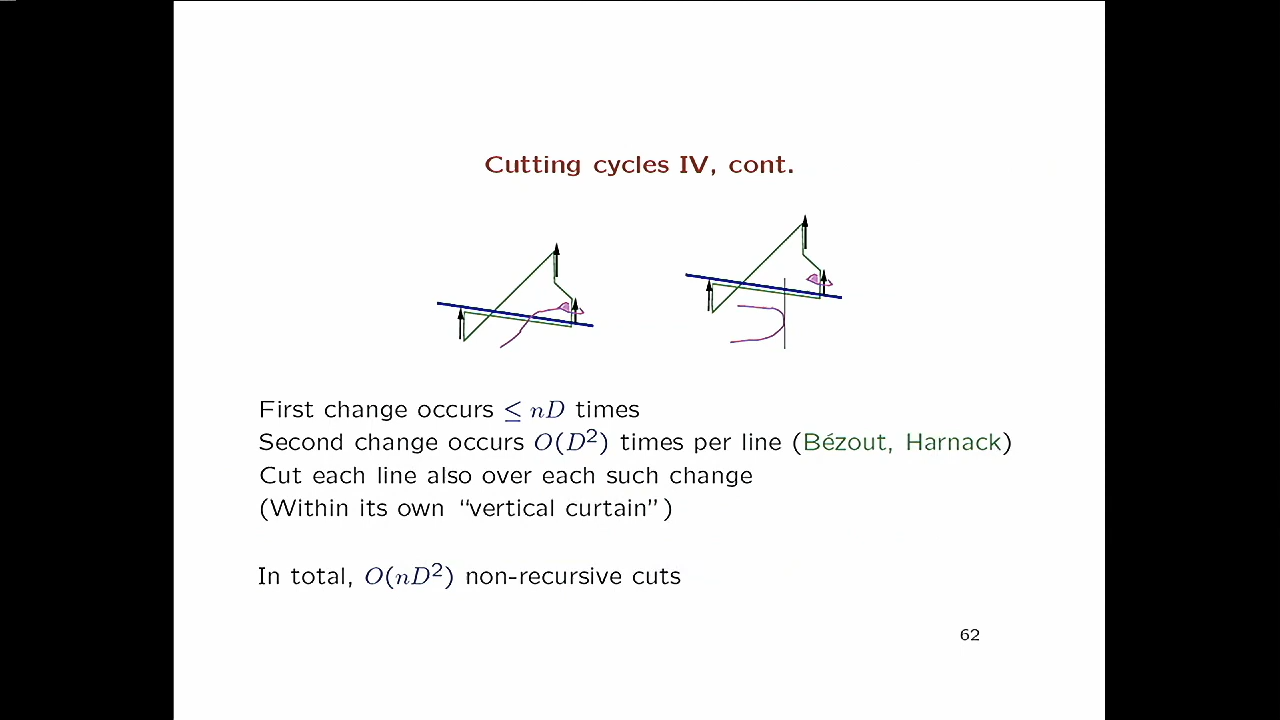 Cutting cycles IV, cont.
First change occurs ≤ nD times
Second change occurs O(D²) times per line (Bézout, Harnack)
Cut each line also over each such change
(Within its own “vertical curtain”)
In total, O(nD²) non-recursive cuts
62